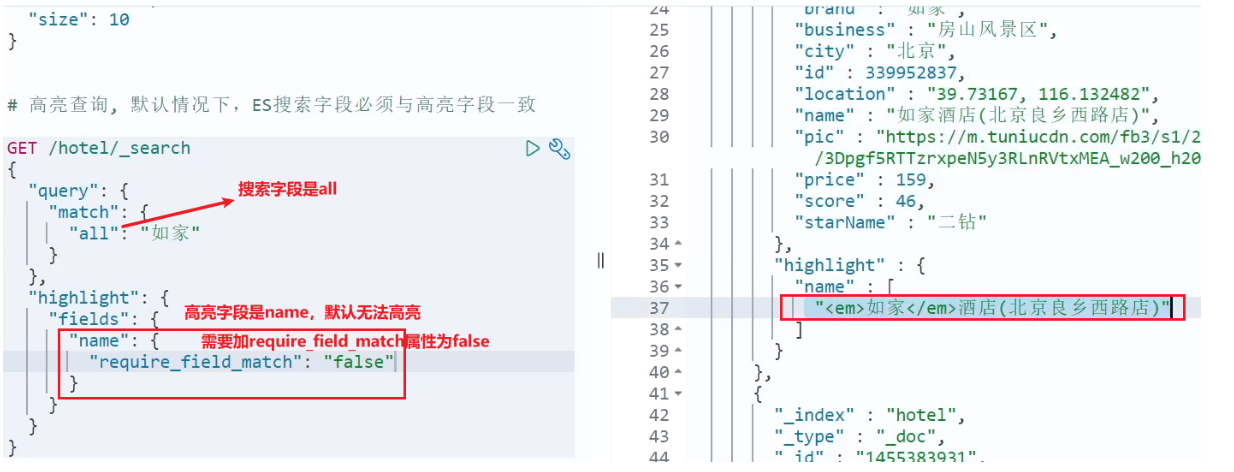 "size": 10
}
# 高亮查询, 默认情况下，ES搜索字段必须与高亮字段一致
GET /hotel/_search
{
"query": {
搜索字段是all
"match": {
"all": "如家"
}
},
"highlight": {
高亮字段是name，默认无法高亮
"fields": {
"name": {
需要加require_field_match属性为false
"require_field_match": "false"
}
}
}
}
24 "brand" : "如家",
25 "business" : "房山风景区",
26 "city" : "北京",
27 "id" : 339952837,
28 "location" : "39.73167, 116.132482",
29 "name" : "如家酒店(北京良乡西路店)",
30 "pic" : "https://m.tuniucdn.com/fb3/s1/2
/3Dpgf5RTTzrxpeN5y3RLnRVtxMEA_w200_h20
31 "price" : 159,
32 "score" : 46,
33 "starName" : "二钻"
34 },
35 "highlight" : {
36 "name" : [
37 "<em>如家</em>酒店(北京良乡西路店)"
38 ]
39 }
40 },
41 {
42 "_index" : "hotel",
43 "_type" : "_doc",
44 "_id" : "1455383931",